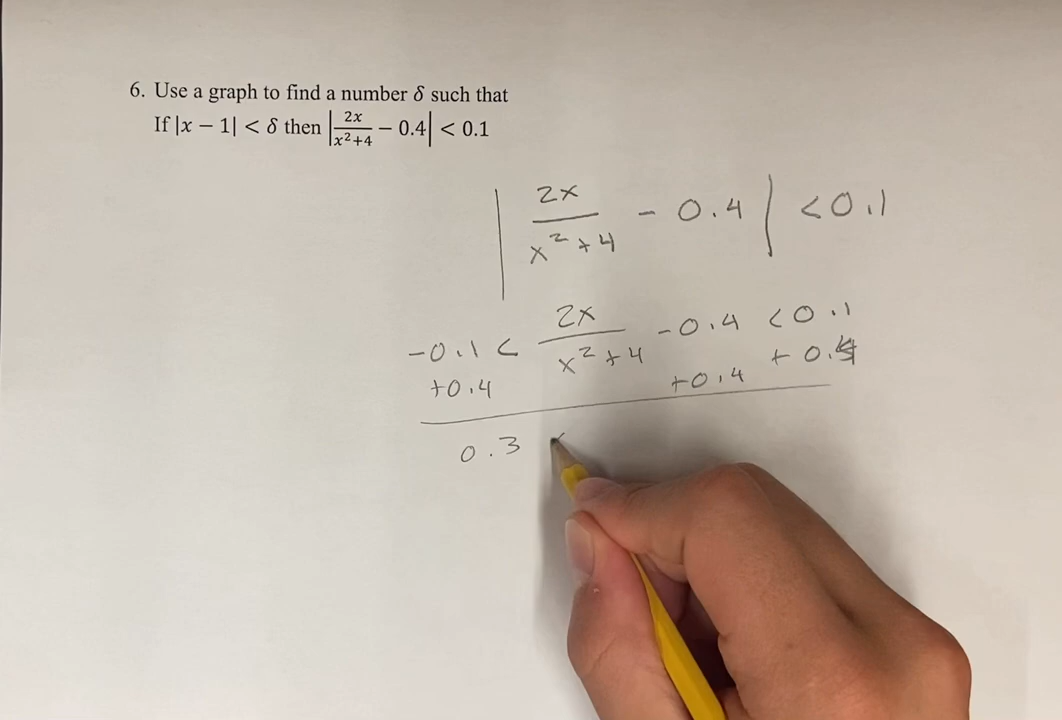 6. Use a graph to find a number δ such that
If |x − 1| < δ then |2x/x²+4 − 0.4| < 0.1
| 2x/x²+4 - 0.4 | < 0.1
-0.1 < 2x/x²+4 - 0.4 < 0.1
+0.4 +0.4 + 0.4
0.3 <